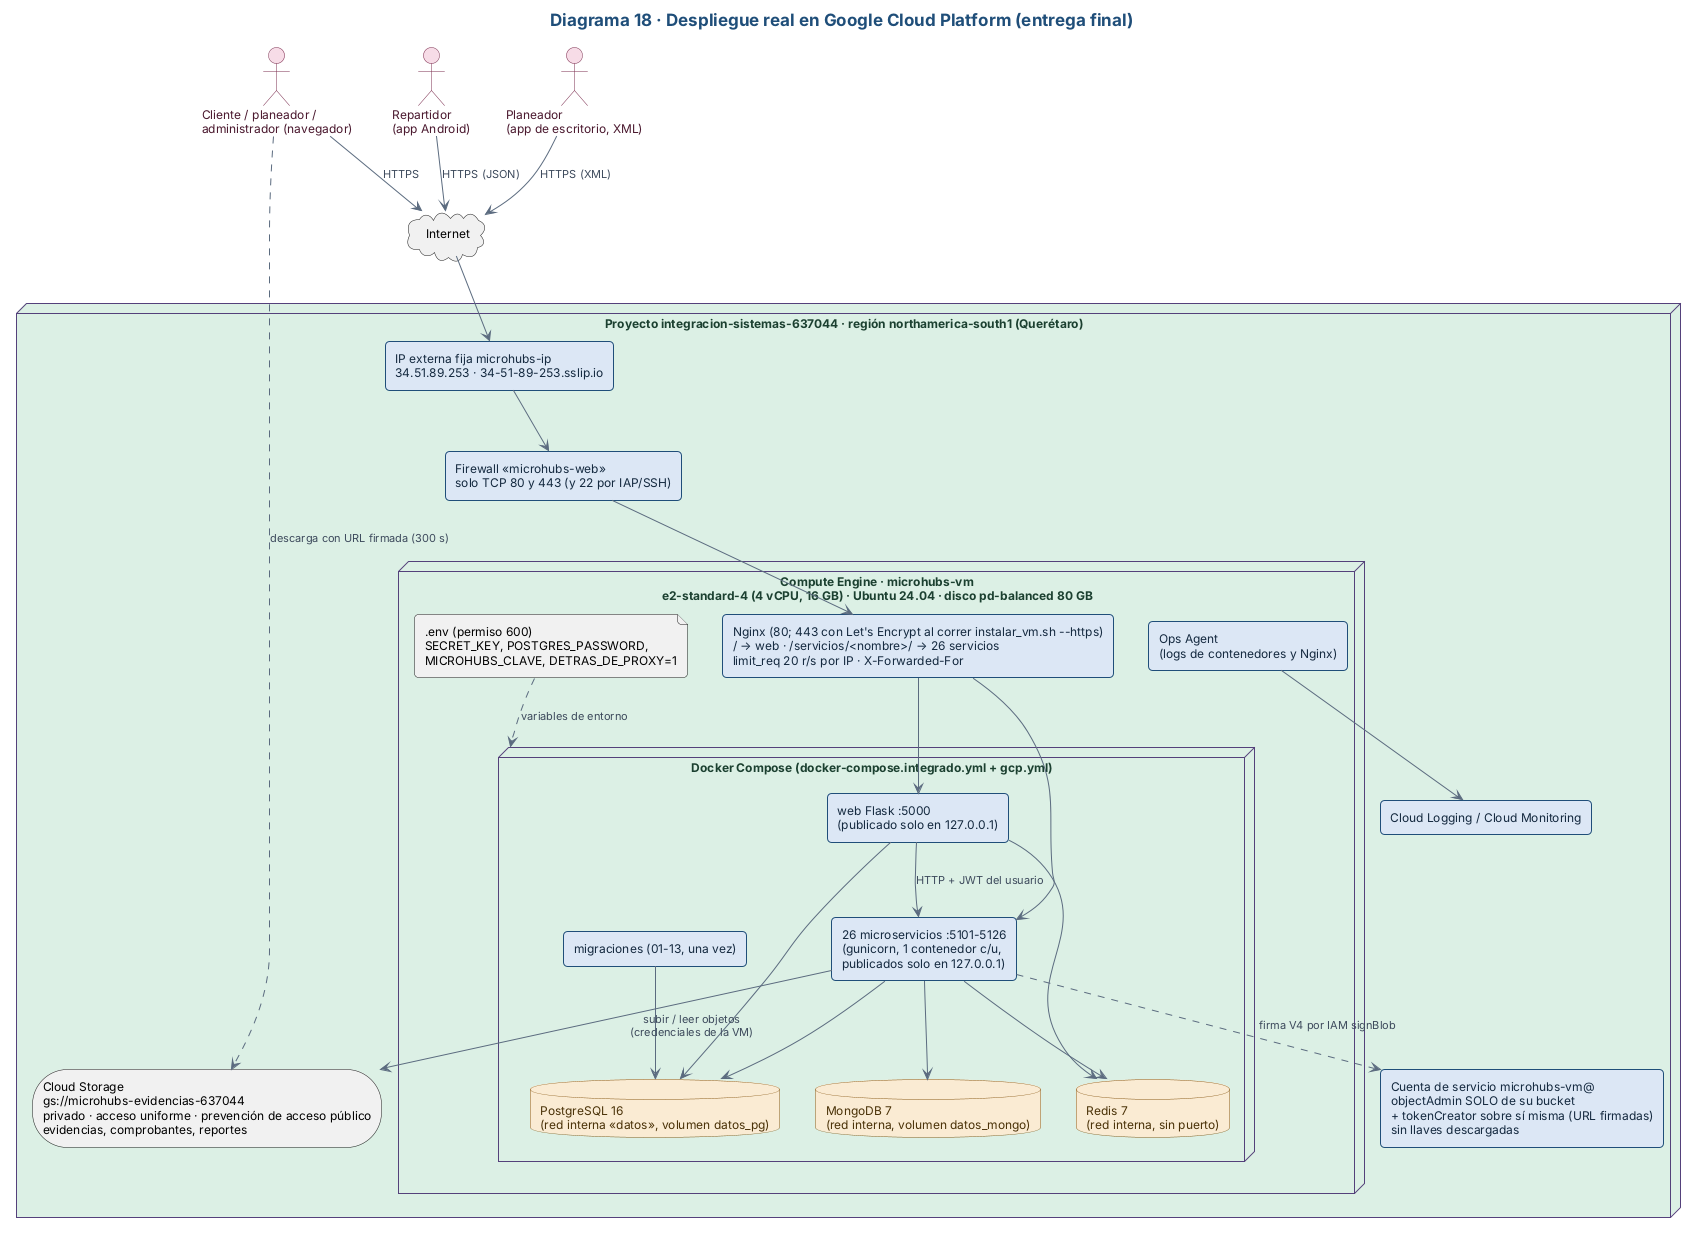 Diagrama 18 · Despliegue real en Google Cloud Platform (entrega final)
Cliente / planeador /
administrador (navegador)
Repartidor
(app Android)
Planeador
(app de escritorio, XML)
HTTPS
HTTPS (JSON)
HTTPS (XML)
Internet
Proyecto integracion-sistemas-637044 · región northamerica-south1 (Querétaro)
IP externa fija microhubs-ip
34.51.89.253 · 34-51-89-253.sslip.io
Firewall «microhubs-web»
solo TCP 80 y 443 (y 22 por IAP/SSH)
descarga con URL firmada (300 s)
Compute Engine · microhubs-vm
e2-standard-4 (4 vCPU, 16 GB) · Ubuntu 24.04 · disco pd-balanced 80 GB
.env (permiso 600)
SECRET_KEY, POSTGRES_PASSWORD,
MICROHUBS_CLAVE, DETRAS_DE_PROXY=1
Nginx (80; 443 con Let's Encrypt al correr instalar_vm.sh --https)
/ → web · /servicios/<nombre>/ → 26 servicios
limit_req 20 r/s por IP · X-Forwarded-For
Ops Agent
(logs de contenedores y Nginx)
variables de entorno
Docker Compose (docker-compose.integrado.yml + gcp.yml)
web Flask :5000
(publicado solo en 127.0.0.1)
Cloud Logging / Cloud Monitoring
HTTP + JWT del usuario
migraciones (01-13, una vez)
26 microservicios :5101-5126
(gunicorn, 1 contenedor c/u,
publicados solo en 127.0.0.1)
subir / leer objetos
(credenciales de la VM)
firma V4 por IAM signBlob
Cloud Storage
gs://microhubs-evidencias-637044
privado · acceso uniforme · prevención de acceso público
evidencias, comprobantes, reportes
PostgreSQL 16
(red interna «datos», volumen datos_pg)
MongoDB 7
(red interna, volumen datos_mongo)
Redis 7
(red interna, sin puerto)
Cuenta de servicio microhubs-vm@
objectAdmin SOLO de su bucket
+ tokenCreator sobre sí misma (URL firmadas)
sin llaves descargadas